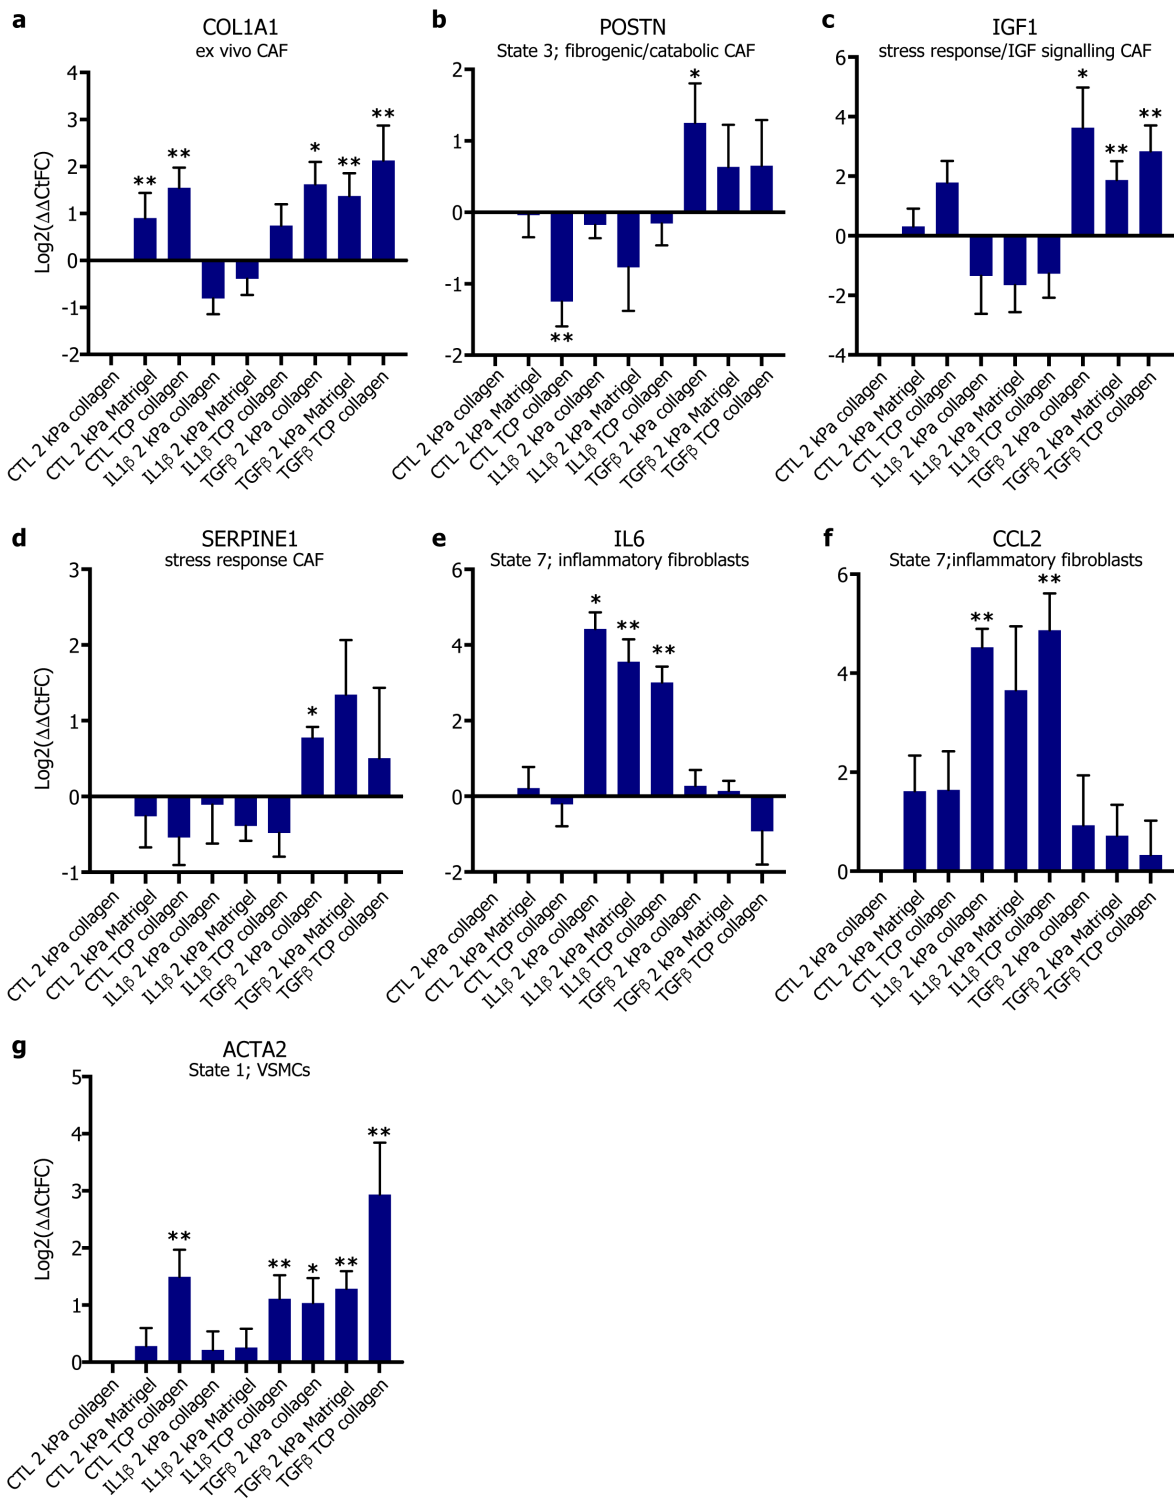 a
COL1A1
ex vivo CAF
Log2(ΔΔCtFC)
4
3
2
1
0
-1
-2
**
**
*
**
**
CTL 2 kPa collagen
CTL 2 kPa Matrigel
CTL TCP collagen
IL1β 2 kPa collagen
IL1β 2 kPa Matrigel
IL1β TCP collagen
TGFβ 2 kPa collagen
TGFβ 2 kPa Matrigel
TGFβ TCP collagen
b
POSTN
State 3; fibrogenic/catabolic CAF
2
1
0
-1
-2
**
*
CTL 2 kPa collagen
CTL 2 kPa Matrigel
CTL TCP collagen
IL1β 2 kPa collagen
IL1β 2 kPa Matrigel
IL1β TCP collagen
TGFβ 2 kPa collagen
TGFβ 2 kPa Matrigel
TGFβ TCP collagen
c
IGF1
stress response/IGF signalling CAF
6
4
2
0
-2
-4
*
**
**
CTL 2 kPa collagen
CTL 2 kPa Matrigel
CTL TCP collagen
IL1β 2 kPa collagen
IL1β 2 kPa Matrigel
IL1β TCP collagen
TGFβ 2 kPa collagen
TGFβ 2 kPa Matrigel
TGFβ TCP collagen
d
SERPINE1
stress response CAF
Log2(ΔΔCtFC)
3
2
1
0
-1
*
CTL 2 kPa collagen
CTL 2 kPa Matrigel
CTL TCP collagen
IL1β 2 kPa collagen
IL1β 2 kPa Matrigel
IL1β TCP collagen
TGFβ 2 kPa collagen
TGFβ 2 kPa Matrigel
TGFβ TCP collagen
e
IL6
State 7; inflammatory fibroblasts
6
4
2
0
-2
*
**
**
CTL 2 kPa collagen
CTL 2 kPa Matrigel
CTL TCP collagen
IL1β 2 kPa collagen
IL1β 2 kPa Matrigel
IL1β TCP collagen
TGFβ 2 kPa collagen
TGFβ 2 kPa Matrigel
TGFβ TCP collagen
f
CCL2
State 7;inflammatory fibroblasts
6
4
2
0
**
**
CTL 2 kPa collagen
CTL 2 kPa Matrigel
CTL TCP collagen
IL1β 2 kPa collagen
IL1β 2 kPa Matrigel
IL1β TCP collagen
TGFβ 2 kPa collagen
TGFβ 2 kPa Matrigel
TGFβ TCP collagen
g
ACTA2
State 1; VSMCs
Log2(ΔΔCtFC)
5
4
3
2
1
0
**
**
*
**
**
CTL 2 kPa collagen
CTL 2 kPa Matrigel
CTL TCP collagen
IL1β 2 kPa collagen
IL1β 2 kPa Matrigel
IL1β TCP collagen
TGFβ 2 kPa collagen
TGFβ 2 kPa Matrigel
TGFβ TCP collagen